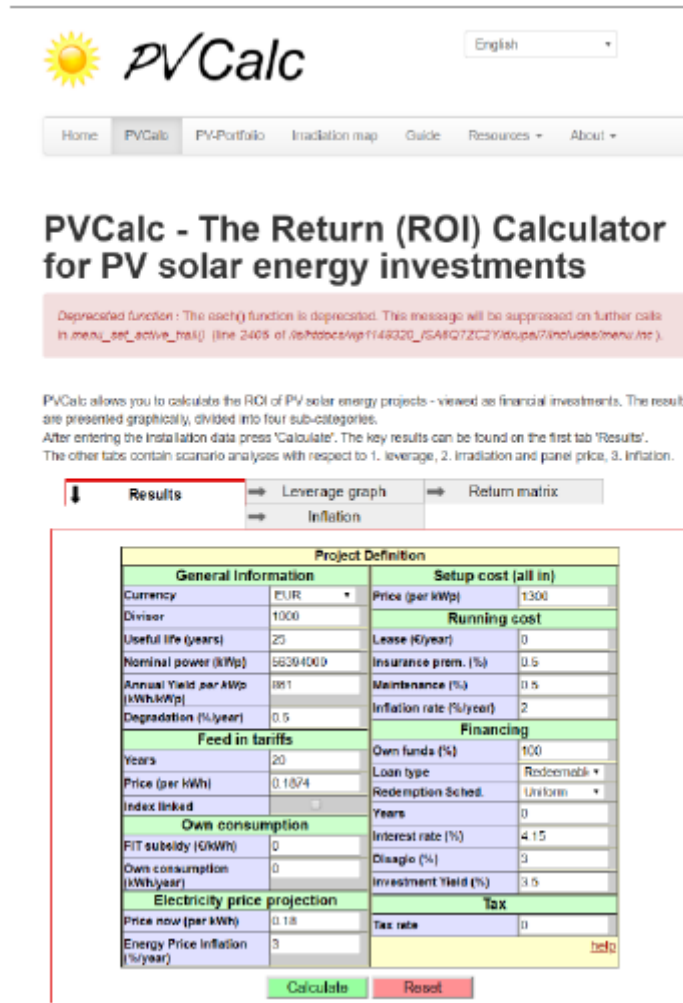 PVCalc
English
Home PVCalc PV-Portfolio Irradiation map Guide Resources About
PVCalc - The Return (ROI) Calculator
for PV solar energy investments
Deprecated function : The each() function is deprecated. This message will be suppressed on further calls
in menu_set_active_trail() (line 2405 of
PVCalc allows you to calculate the ROI of PV solar energy projects - viewed as financial investments. The result
are presented graphically, divided into four sub-categories.
After entering the installation data press 'Calculate'. The key results can be found on the first tab 'Results'.
The other tabs contain scanario analyses with respect to 1. leverage, 2. irradiation and panel price, 3. inflation.
Results Leverage graph Return matrix
Inflation
Project Definition
General Information Setup cost (all in)
Currency EUR Price (per kWp) 1300
Divisor 1000 Running cost
Useful life (years) 25 Lease (€/year) 0
Nominal power (kWp) 56394000 Insurance prem. (%) 0.5
Annual Yield per kWp (kWh/kWp) 881 Maintenance (%) 0.5
Degradation (%/year) 0.5 Inflation rate (%/year) 2
Feed in tariffs Financing
Years 20 Own funds (%) 100
Price (per kWh) 0.1874 Loan type Redeemable
Index linked Redemption Sched. Uniform
Own consumption Years 0
FIT subsidy (€/kWh) 0 Interest rate (%) 4.15
Own consumption (kWh/year) 0 Disagio (%) 3
Investment Yield (%) 3.5
Electricity price projection Tax
Price now (per kWh) 0.18 Tax rate 0
Energy Price Inflation (%/year) 3 help
Calculate Reset